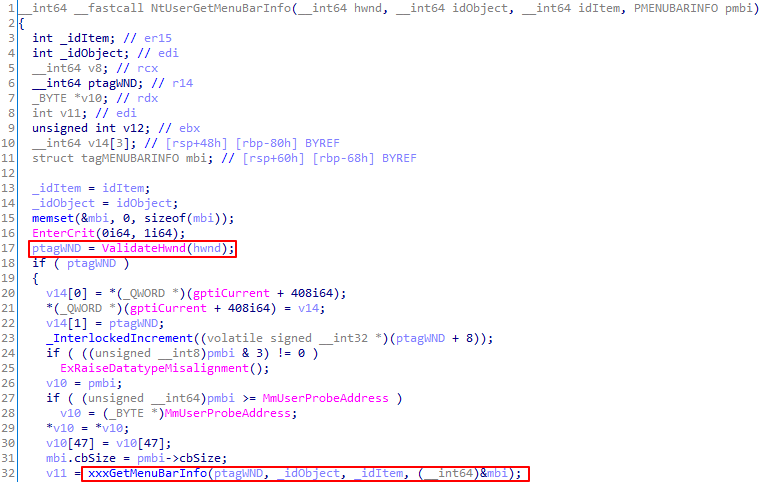 1 __int64 __fastcall NtUserGetMenuBarInfo(__int64 hwnd, __int64 idObject, __int64 idItem, PMENUBARINFO pmbi)
2 {
3 int _idItem; // er15
4 int _idObject; // edi
5 __int64 v8; // rcx
6 __int64 ptagWND; // r14
7 _BYTE *v10; // rdx
8 int v11; // edi
9 unsigned int v12; // ebx
10 __int64 v14[3]; // [rsp+48h] [rbp-80h] BYREF
11 struct tagMENUBARINFO mbi; // [rsp+60h] [rbp-68h] BYREF
12
13 _idItem = idItem;
14 _idObject = idObject;
15 memset(&mbi, 0, sizeof(mbi));
16 EnterCrit(0i64, 1i64);
17 ptagWND = ValidateHwnd(hwnd);
18 if ( ptagWND )
19 {
20 v14[0] = *(_QWORD *)(gptiCurrent + 408i64);
21 *(_QWORD *)(gptiCurrent + 408i64) = v14;
22 v14[1] = ptagWND;
23 _InterlockedIncrement((volatile signed __int32 *)(ptagWND + 8));
24 if ( ((unsigned __int8)pmbi & 3) != 0 )
25 ExRaiseDatatypeMisalignment();
26 v10 = pmbi;
27 if ( (unsigned __int64)pmbi >= MmUserProbeAddress )
28 v10 = (_BYTE *)MmUserProbeAddress;
29 *v10 = *v10;
30 v10[47] = v10[47];
31 mbi.cbSize = pmbi->cbSize;
32 v11 = xxxGetMenuBarInfo(ptagWND, _idObject, _idItem, (__int64)&mbi);